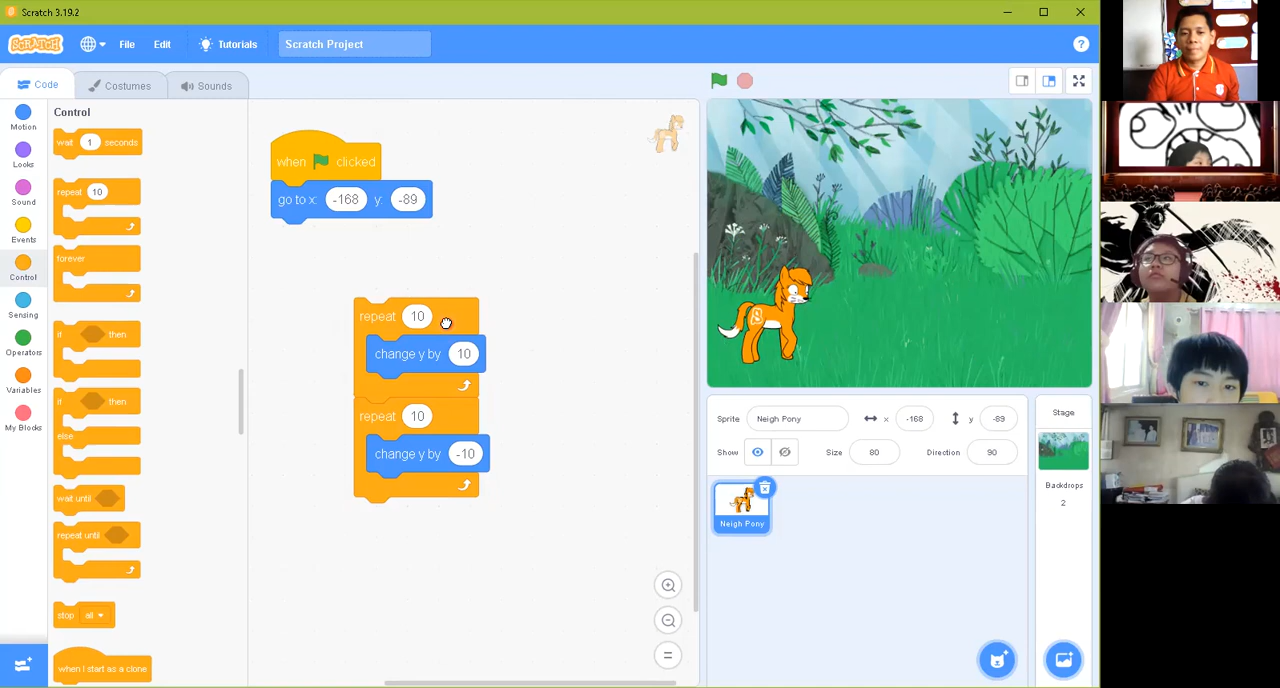 Scratch 3.19.2
SCRATCH File Edit Tutorials Scratch Project ?
Code Costumes Sounds
Motion
Looks
Sound
Events
Control
Sensing
Operators
Variables
My Blocks
Control
wait 1 seconds
repeat 10
forever
if then
if then
else
wait until
repeat until
stop all
when I start as a clone
when clicked
go to x: -168 y: -89
repeat 10
change y by 10
repeat 10
change y by -10
Sprite Neigh Pony x -168 y -89
Show Size 80 Direction 90
Neigh Pony
Stage
Backdrops
2